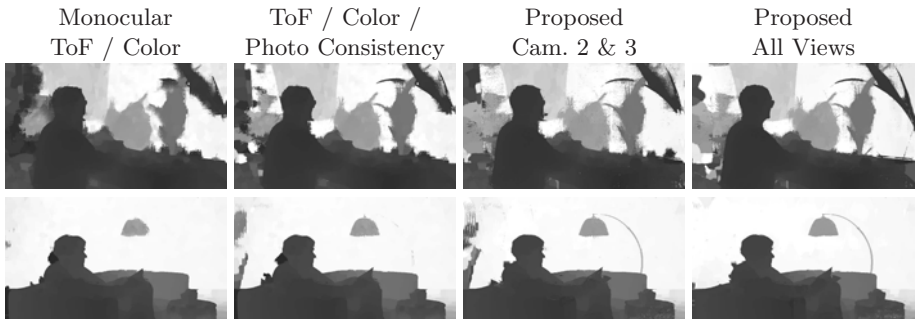 Monocular
ToF / Color
ToF / Color /
Photo Consistency
Proposed
Cam. 2 & 3
Proposed
All Views